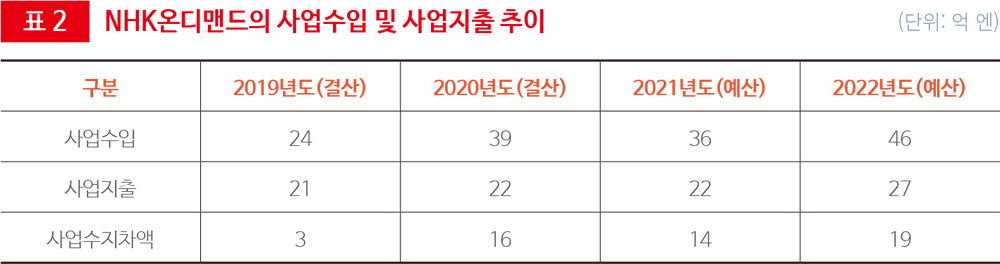 표 2 NHK온디맨드의 사업수입 및 사업지출 추이 (단위: 억 엔)
구분 2019년도(결산) 2020년도(결산) 2021년도(예산) 2022년도(예산)
사업수입 24 39 36 46
사업지출 21 22 22 27
사업수지차액 3 16 14 19